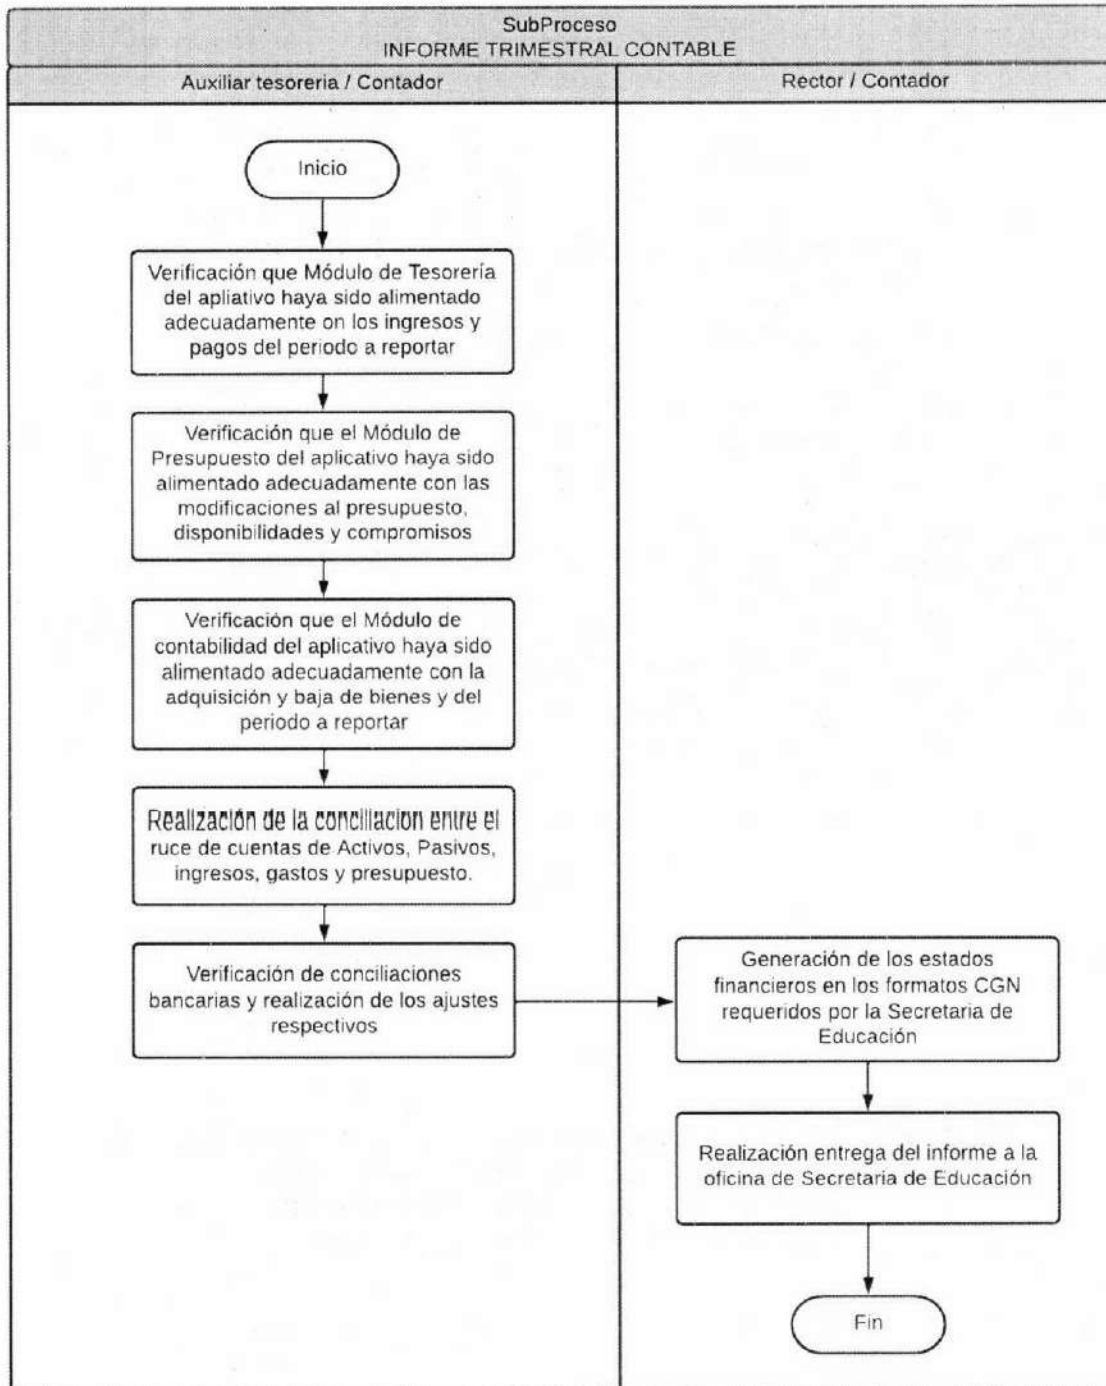 SubProceso
INFORME TRIMESTRAL CONTABLE
Auxiliar tesoreria / Contador
Rector / Contador
Inicio
Verificación que Módulo de Tesorería
del apliativo haya sido alimentado
adecuadamente on los ingresos y
pagos del periodo a reportar
Verificación que el Módulo de
Presupuesto del aplicativo haya sido
alimentado adecuadamente con las
modificaciones al presupuesto,
disponibilidades y compromisos
Verificación que el Módulo de
contabilidad del aplicativo haya sido
alimentado adecuadamente con la
adquisición y baja de bienes y del
periodo a reportar
Realización de la conciliacion entre el
ruce de cuentas de Activos, Pasivos,
ingresos, gastos y presupuesto.
Verificación de conciliaciones
bancarias y realización de los ajustes
respectivos
Generación de los estados
financieros en los formatos CGN
requeridos por la Secretaria de
Educación
Realización entrega del informe a la
oficina de Secretaria de Educación
Fin